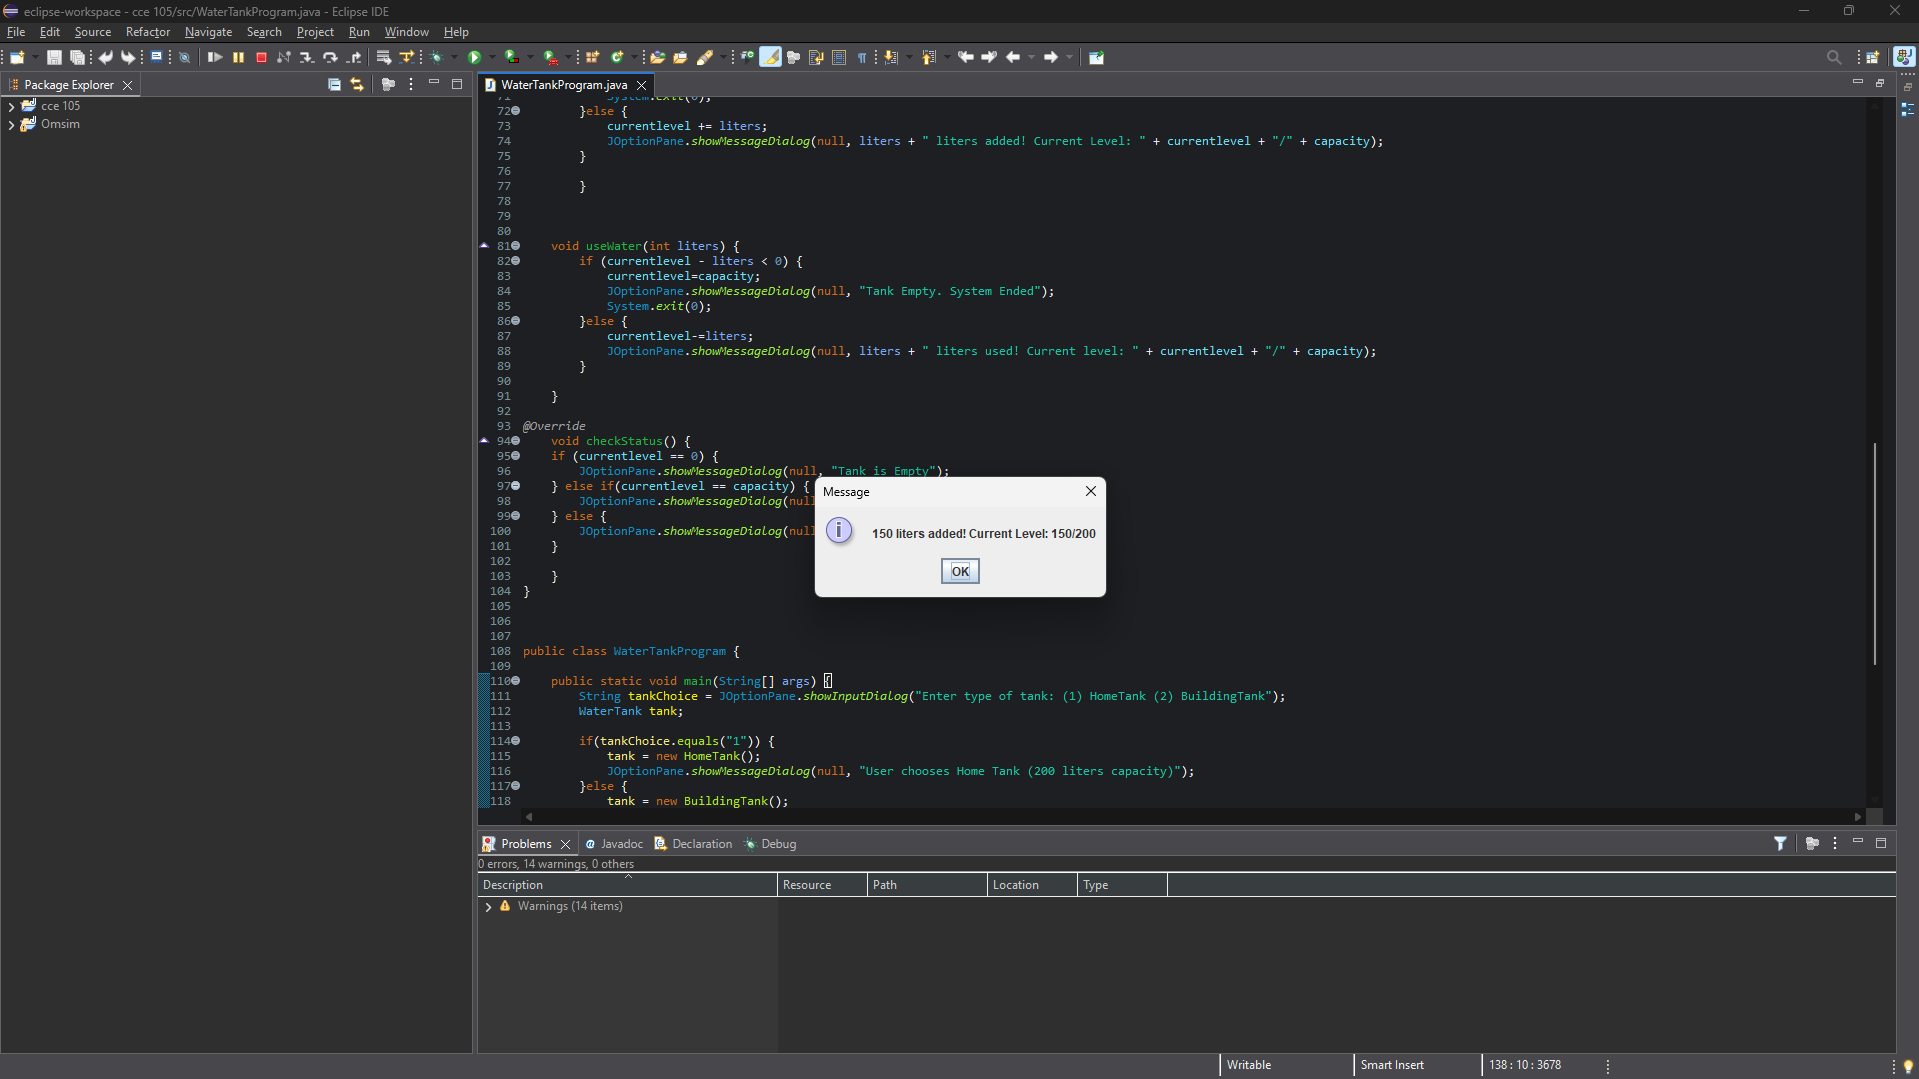 eclipse-workspace - cce 105/src/WaterTankProgram.java - Eclipse IDE
File Edit Source Refactor Navigate Search Project Run Window Help
Package Explorer
cce 105
Omsim
WaterTankProgram.java
71 System.exit(0);
72 }else {
73 currentlevel += liters;
74 JOptionPane.showMessageDialog(null, liters + " liters added! Current Level: " + currentlevel + "/" + capacity);
75 }
76
77 }
78
79
80
81 void useWater(int liters) {
82 if (currentlevel - liters < 0) {
83 currentlevel=capacity;
84 JOptionPane.showMessageDialog(null, "Tank Empty. System Ended");
85 System.exit(0);
86 }else {
87 currentlevel-=liters;
88 JOptionPane.showMessageDialog(null, liters + " liters used! Current level: " + currentlevel + "/" + capacity);
89 }
90
91 }
92
93 @Override
94 void checkStatus() {
95 if (currentlevel == 0) {
96 JOptionPane.showMessageDialog(null, "Tank is Empty");
97 } else if(currentlevel == capacity) {
98 JOptionPane.showMessageDialog(null
99 } else {
100 JOptionPane.showMessageDialog(null
101 }
102
103 }
104 }
105
106
107
108 public class WaterTankProgram {
109
110 public static void main(String[] args) {
111 String tankChoice = JOptionPane.showInputDialog("Enter type of tank: (1) HomeTank (2) BuildingTank");
112 WaterTank tank;
113
114 if(tankChoice.equals("1")) {
115 tank = new HomeTank();
116 JOptionPane.showMessageDialog(null, "User chooses Home Tank (200 liters capacity)");
117 }else {
118 tank = new BuildingTank();
Message
150 liters added! Current Level: 150/200
OK
Problems Javadoc Declaration Debug
0 errors, 14 warnings, 0 others
Description Resource Path Location Type
Warnings (14 items)
Writable Smart Insert 138 : 10 : 3678